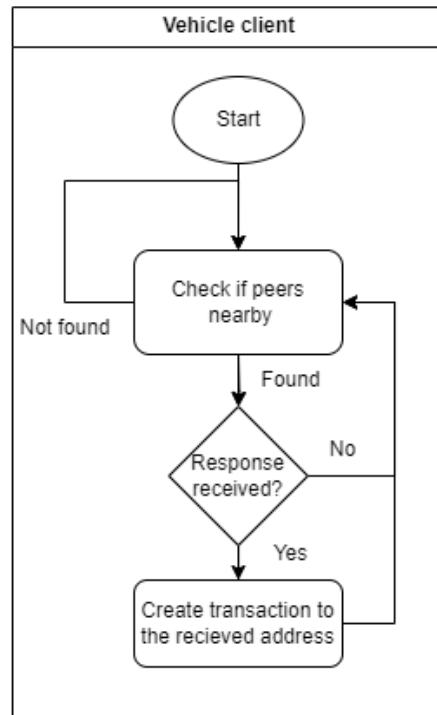 Vehicle client
Start
Check if peers
nearby
Not found
Found
Response
received?
No
Yes
Create transaction to
the recieved address